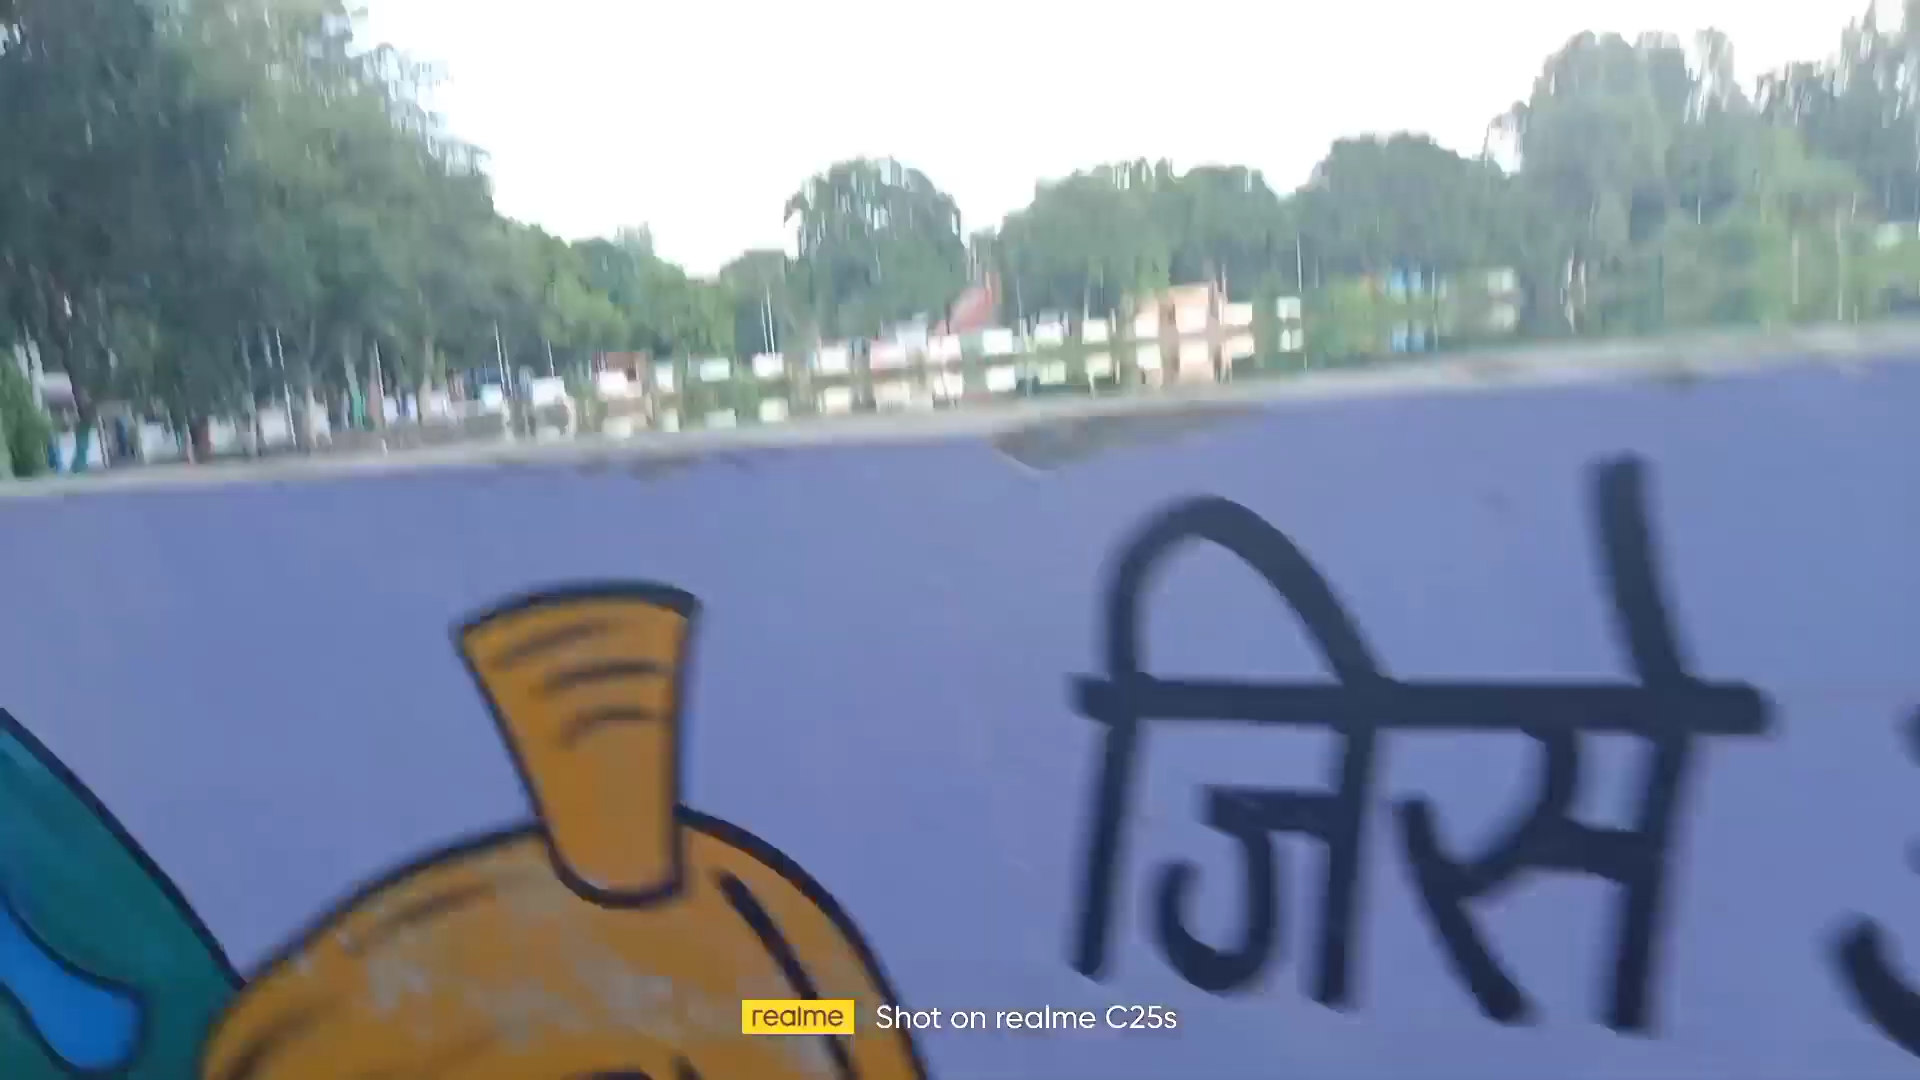 जिसे
realme Shot on realme C25s